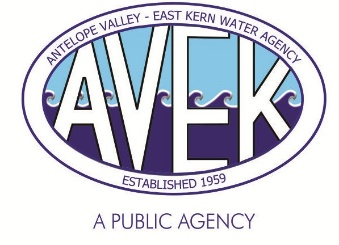 ANTELOPE VALLEY - EAST KERN WATER AGENCY
AVEK
ESTABLISHED 1959
A PUBLIC AGENCY